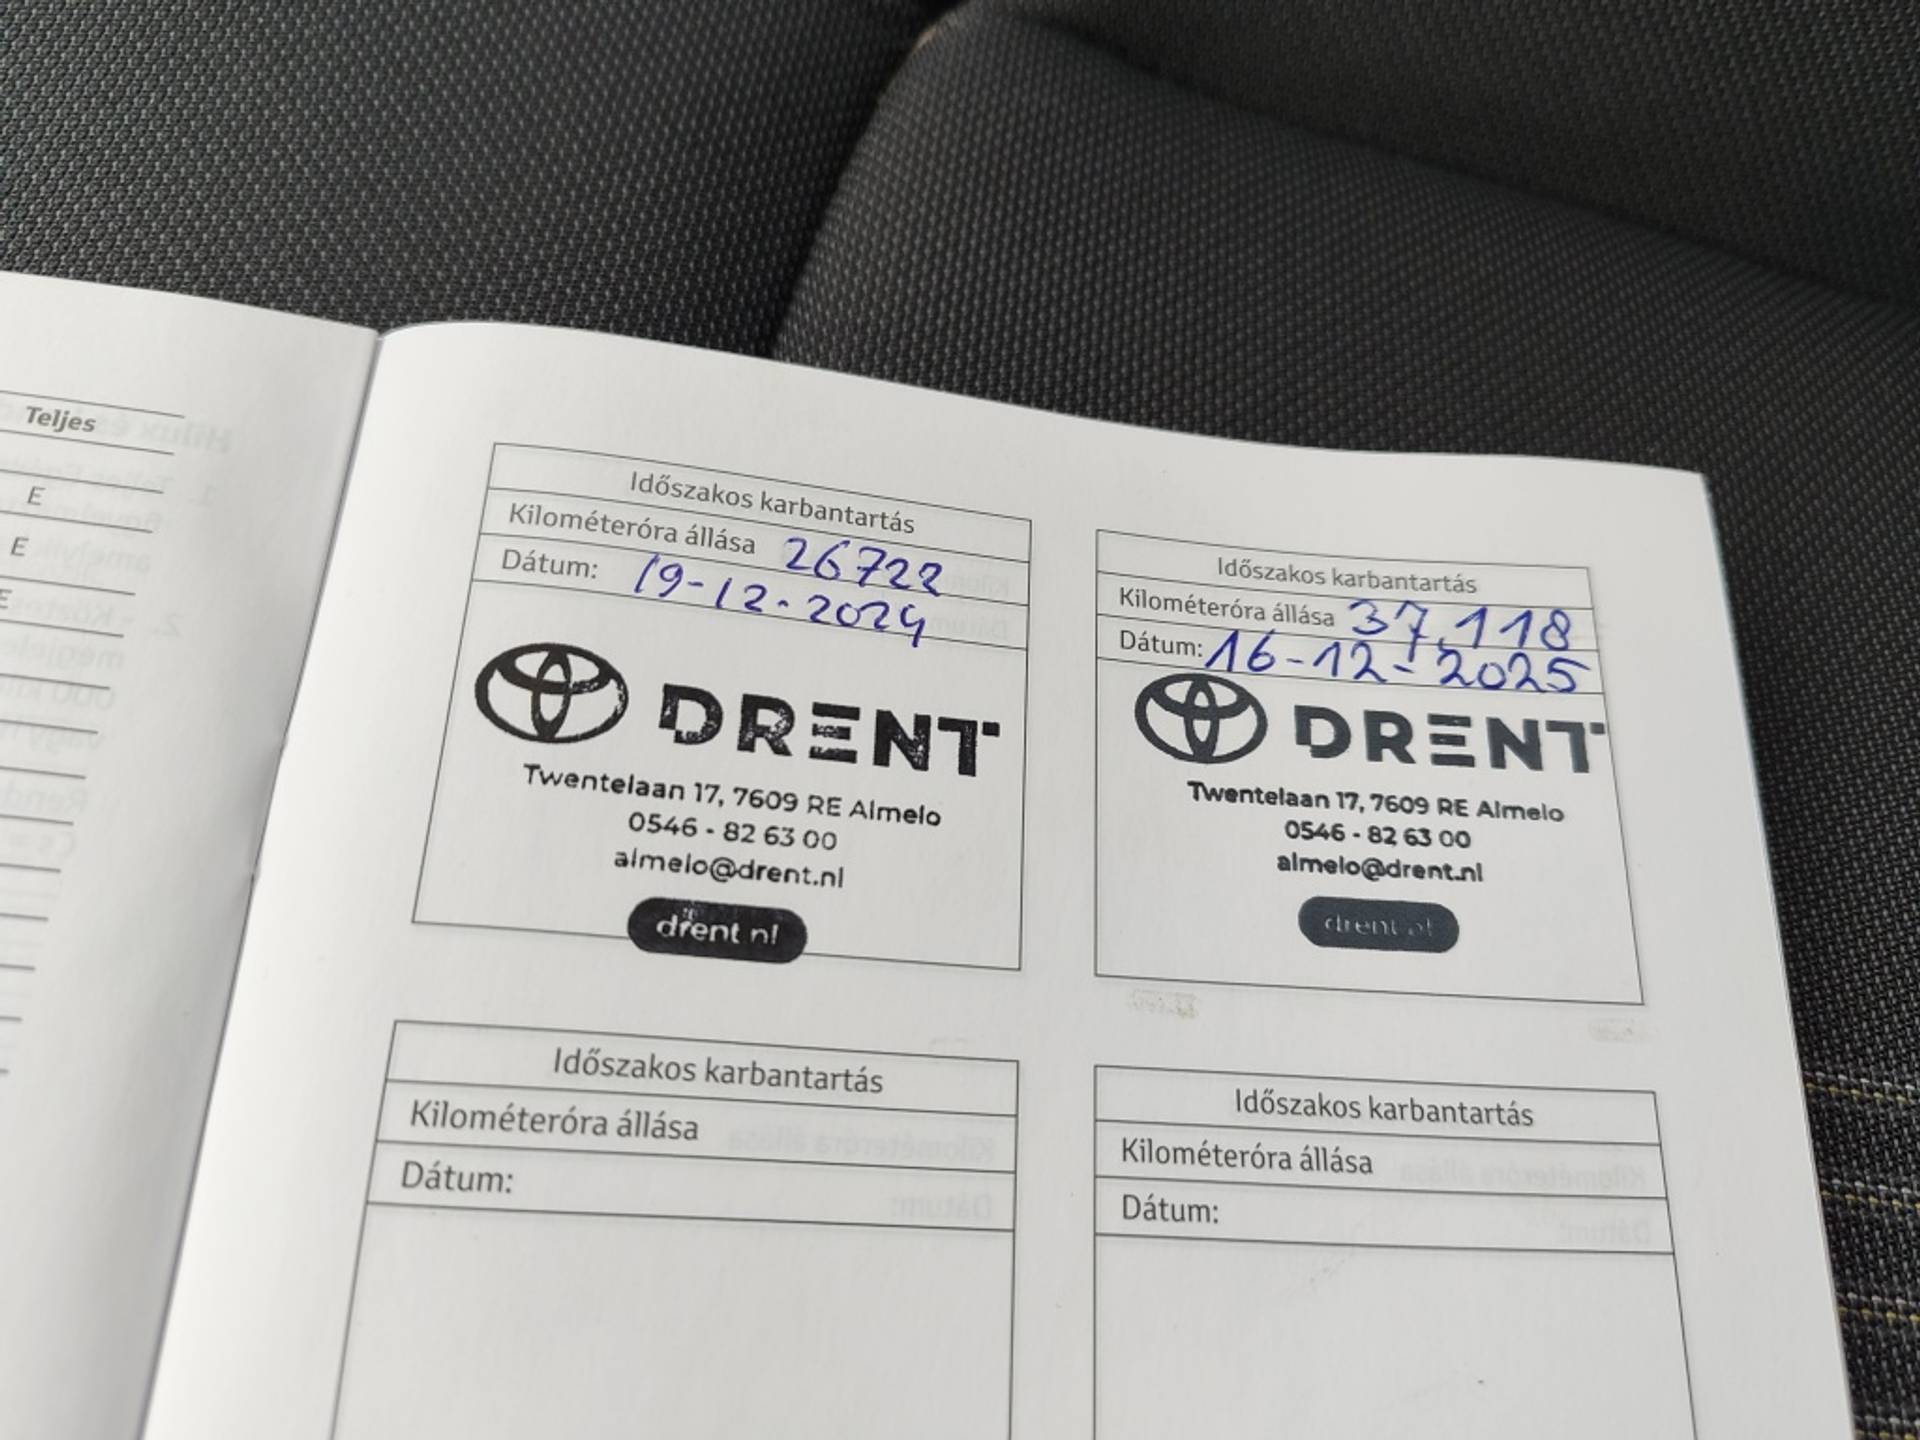 Teljes
E
E
E
Időszakos karbantartás
Kilométeróra állása 26722
Dátum: 19-12-2024
DRENT
Twentelaan 17, 7609 RE Almelo
0546 - 82 63 00
almelo@drent.nl
drent.nl
Időszakos karbantartás
Kilométeróra állása 37.118
Dátum: 16-12-2025
DRENT
Twentelaan 17, 7609 RE Almelo
0546 - 82 63 00
almelo@drent.nl
drent.nl
Időszakos karbantartás
Kilométeróra állása
Dátum:
Időszakos karbantartás
Kilométeróra állása
Dátum: